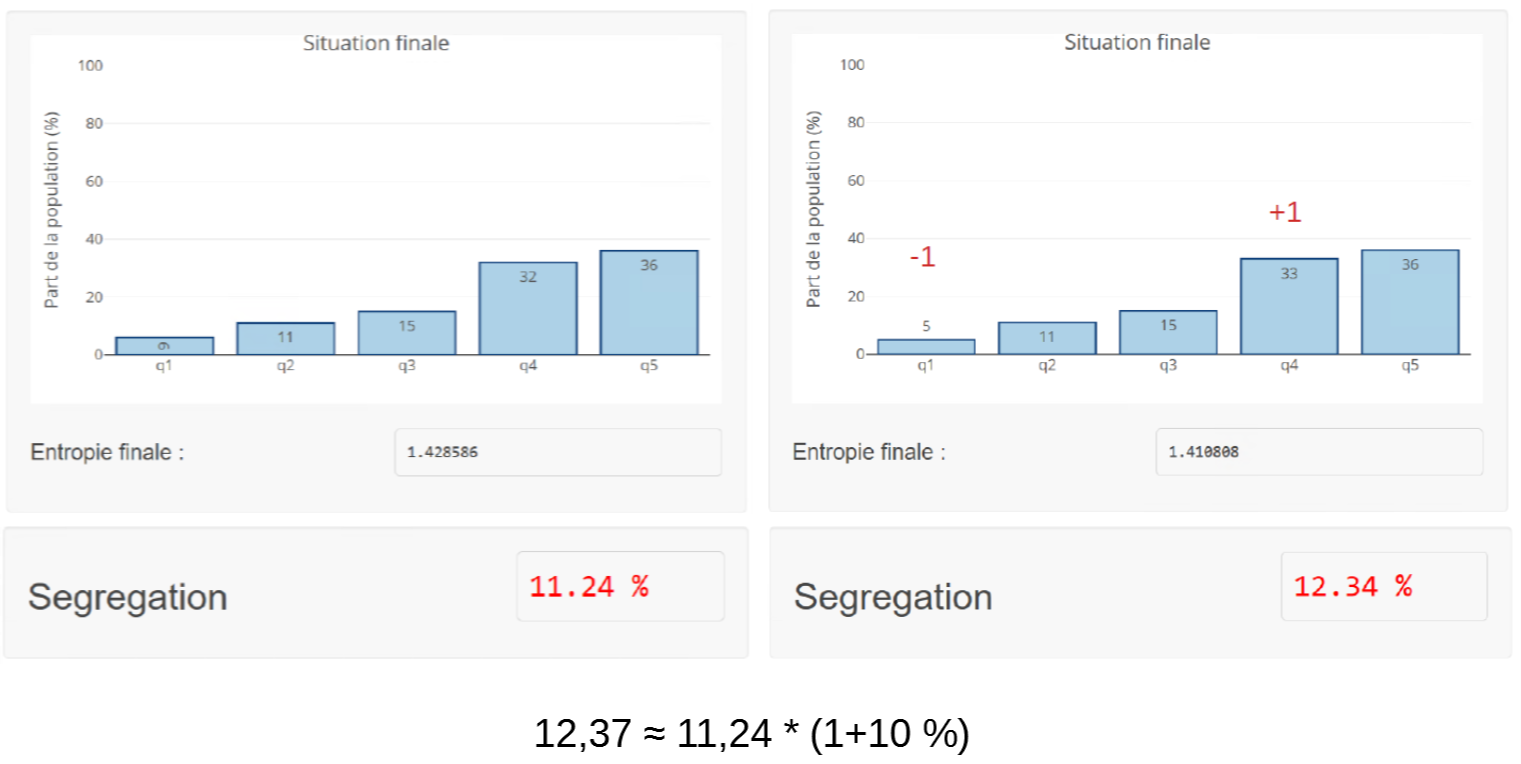 Situation finale
100
80
60
40
20
0
Part de la population (%)
6
11
15
32
36
q1
q2
q3
q4
q5
Entropie finale :
1.428586
Segregation
11.24 %
Situation finale
100
80
60
40
20
0
Part de la population (%)
-1
+1
5
11
15
33
36
q1
q2
q3
q4
q5
Entropie finale :
1.410808
Segregation
12.34 %
12,37 ≈ 11,24 * (1+10 %)